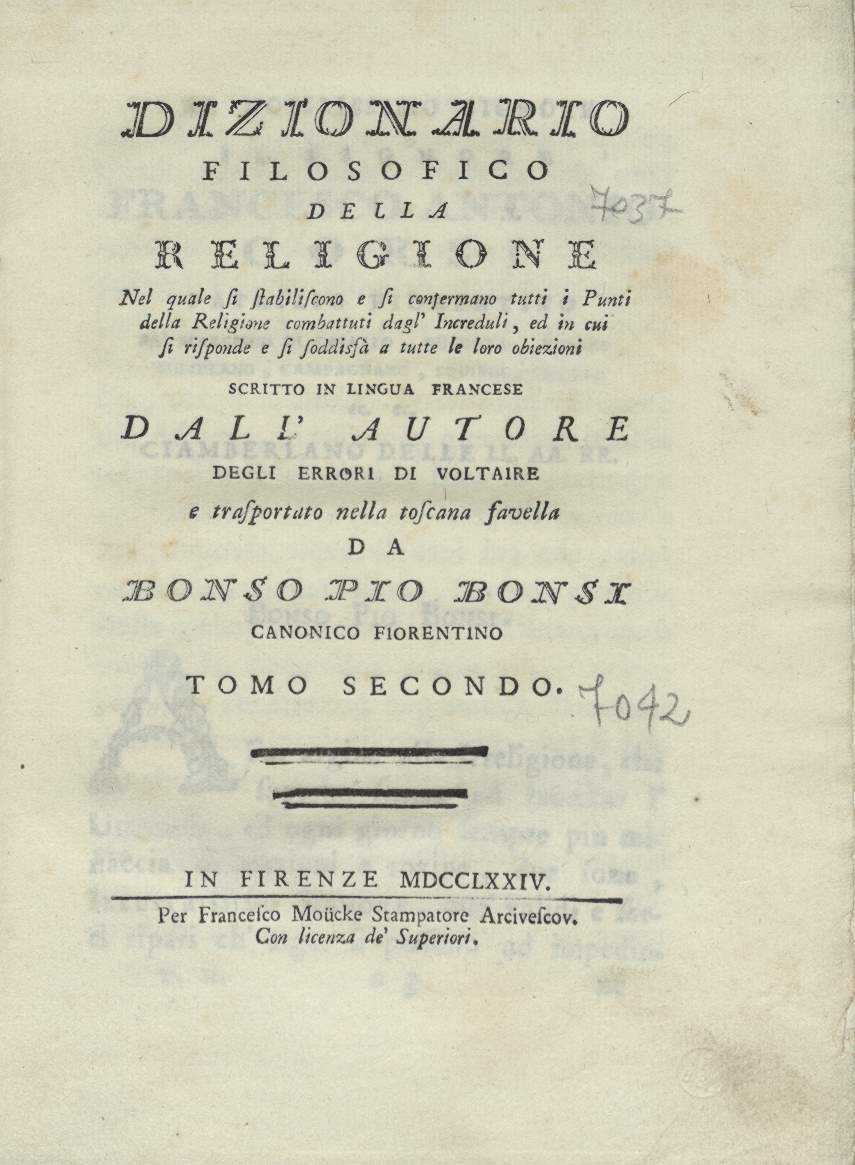 DIZIONARIO
FILOSOFICO
7037
DELLA
RELIGIONE
Nel quale ſi ſtabiliſcono e ſi confermano tutti i Punti
della Religione combattuti dagl' Increduli, ed in cui
ſi riſponde e ſi ſoddisfà a tutte le loro obiezioni
SCRITTO IN LINGUA FRANCESE
DALL' AUTORE
DEGLI ERRORI DI VOLTAIRE
e traſportato nella toſcana favella
DA
BONSO PIO BONSI
CANONICO FIORENTINO
TOMO SECONDO.
7042
IN FIRENZE MDCCLXXIV.
Per Franceſco Moücke Stampatore Arciveſcov.
Con licenza de' Superiori.